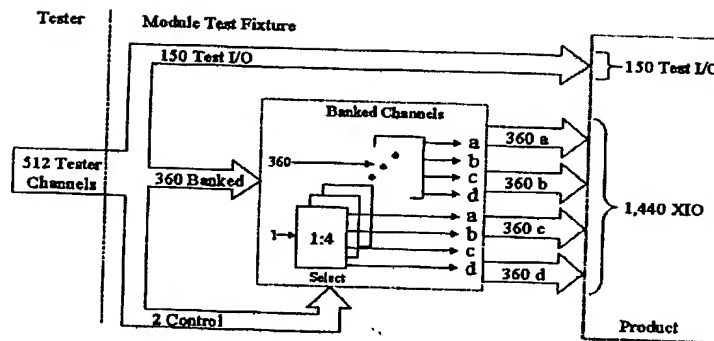 Tester
Module Test Fixture
150 Test I/O
150 Test I/O
Banked Channels
512 Tester
Channels
360 Banked
360
a
b
c
d
1
1:4
a
b
c
d
Select
360 a
360 b
360 c
360 d
1,440 XIO
2 Control
Product